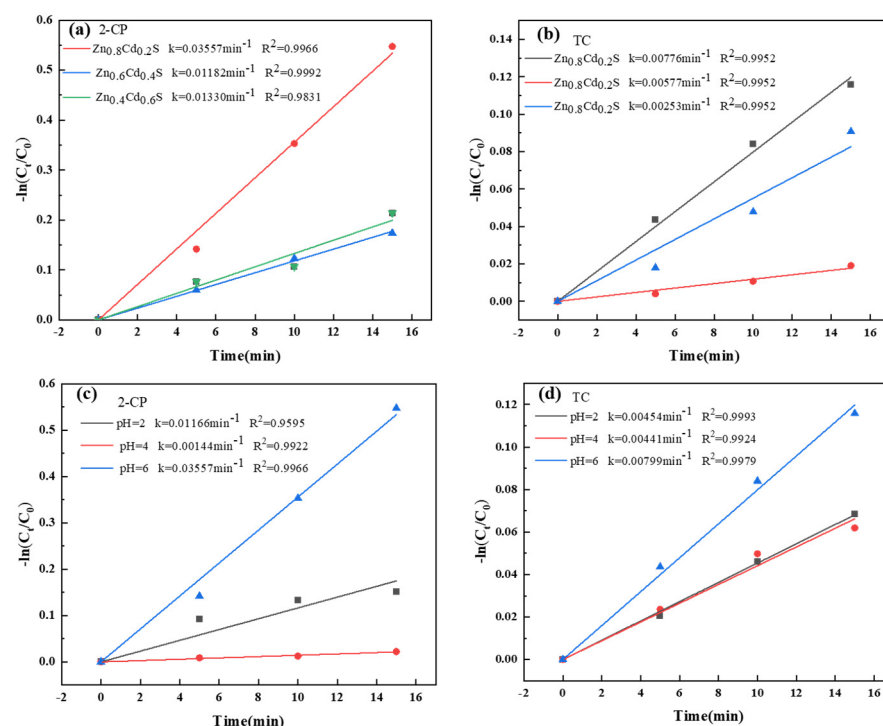 (a) 2-CP
Zn0.8Cd0.2S k=0.03557min-1 R2=0.9966
Zn0.6Cd0.4S k=0.01182min-1 R2=0.9992
Zn0.4Cd0.6S k=0.01330min-1 R2=0.9831
0.6
0.5
0.4
0.3
0.2
0.1
0.0
-ln(Ct/C0)
-2 0 2 4 6 8 10 12 14 16
Time(min)
(b) TC
Zn0.8Cd0.2S k=0.00776min-1 R2=0.9952
Zn0.8Cd0.2S k=0.00577min-1 R2=0.9952
Zn0.8Cd0.2S k=0.00253min-1 R2=0.9952
0.12
0.10
0.08
0.06
0.04
0.02
0.00
-ln(Ct/C0)
-2 0 2 4 6 8 10 12 14 16
Time(min)
(c) 2-CP
pH=2 k=0.01166min-1 R2=0.9595
pH=4 k=0.00144min-1 R2=0.9922
pH=6 k=0.03557min-1 R2=0.9966
0.6
0.5
0.4
0.3
0.2
0.1
0.0
-ln(Ct/C0)
-2 0 2 4 6 8 10 12 14 16
Time(min)
(d) TC
pH=2 k=0.00454min-1 R2=0.9993
pH=4 k=0.00441min-1 R2=0.9924
pH=6 k=0.00799min-1 R2=0.9979
0.12
0.10
0.08
0.06
0.04
0.02
0.00
-ln(Ct/C0)
-2 0 2 4 6 8 10 12 14 16
Time(min)